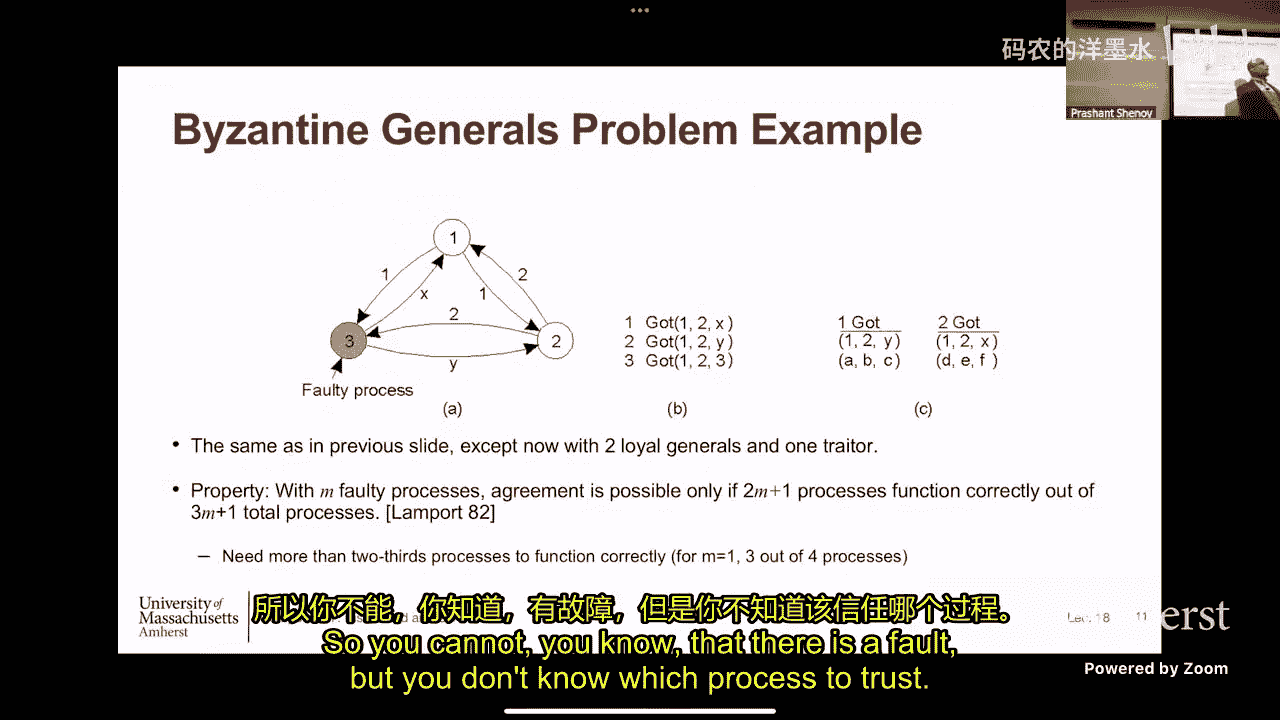 码农的洋墨水
Prashant Shenoy
Byzantine Generals Problem Example
1
1
x
1
2
2
3
2
y
Faulty process
(a)
1 Got(1, 2, x )
2 Got(1, 2, y )
3 Got(1, 2, 3 )
(b)
1 Got
(1, 2, y )
(a, b, c )
2 Got
(1, 2, x )
(d, e, f )
(c)
• The same as in previous slide, except now with 2 loyal generals and one traitor.
• Property: With m faulty processes, agreement is possible only if 2m+1 processes function correctly out of
3m+1 total processes. [Lamport 82]
– Need more than two-thirds processes to function correctly (for m=1, 3 out of 4 processes)
University of
Massachusetts
Amherst
Lec. 18
11
erst
所以你不能，你知道，有故障，但是你不知道该信任哪个过程。
So you cannot, you know, that there is a fault,
but you don't know which process to trust.
Powered by Zoom